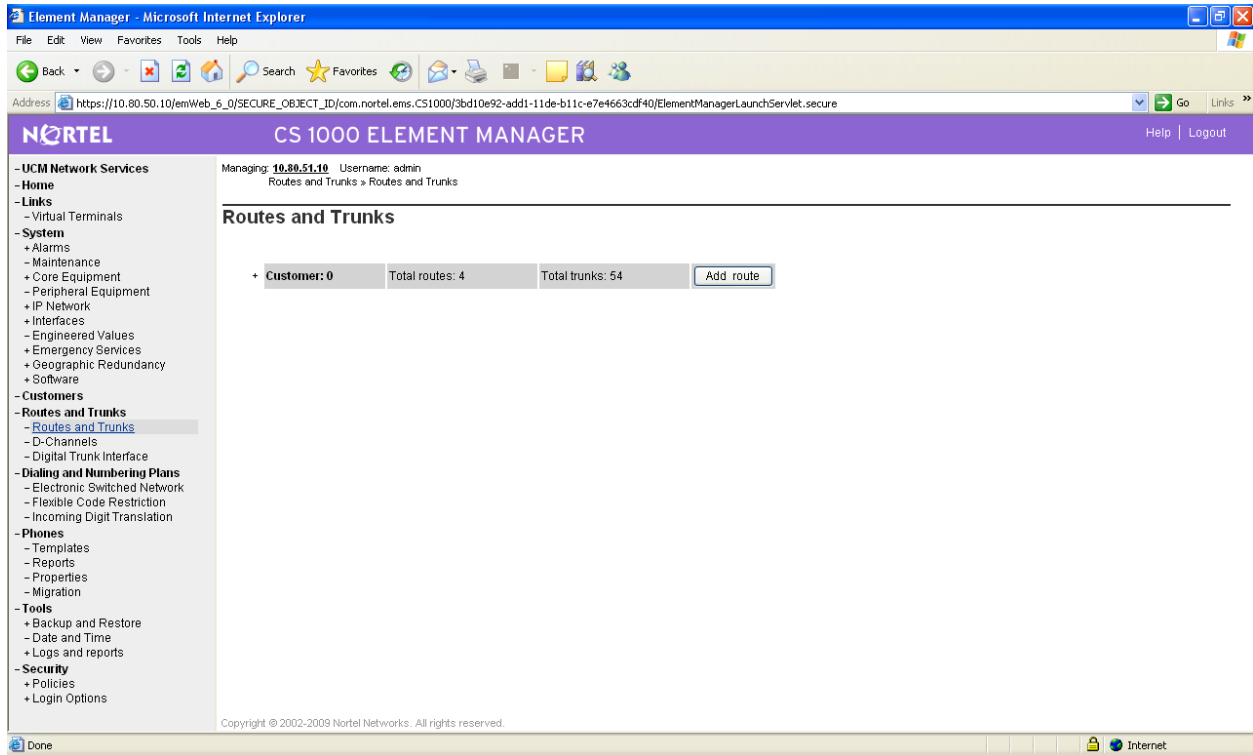 Element Manager - Microsoft Internet Explorer
File Edit View Favorites Tools Help
Back Search Favorites
Address https://10.80.50.10/emWeb_6_0/SECURE_OBJECT_ID/com.nortel.ems.CS1000/3bd10e92-add1-11de-b11c-e7e4663cdf40/ElementManagerLaunchServlet.secure Go Links »
NORTEL CS 1000 ELEMENT MANAGER Help | Logout
- UCM Network Services
- Home
- Links
- Virtual Terminals
- System
+ Alarms
- Maintenance
+ Core Equipment
- Peripheral Equipment
+ IP Network
+ Interfaces
- Engineered Values
+ Emergency Services
+ Geographic Redundancy
+ Software
- Customers
- Routes and Trunks
- Routes and Trunks
- D-Channels
- Digital Trunk Interface
- Dialing and Numbering Plans
- Electronic Switched Network
- Flexible Code Restriction
- Incoming Digit Translation
- Phones
- Templates
- Reports
- Properties
- Migration
- Tools
+ Backup and Restore
- Date and Time
+ Logs and reports
- Security
+ Policies
+ Login Options
Managing: 10.80.51.10 Username: admin
Routes and Trunks » Routes and Trunks
Routes and Trunks
+ Customer: 0 Total routes: 4 Total trunks: 54 Add route
Copyright © 2002-2009 Nortel Networks. All rights reserved.
Done Internet